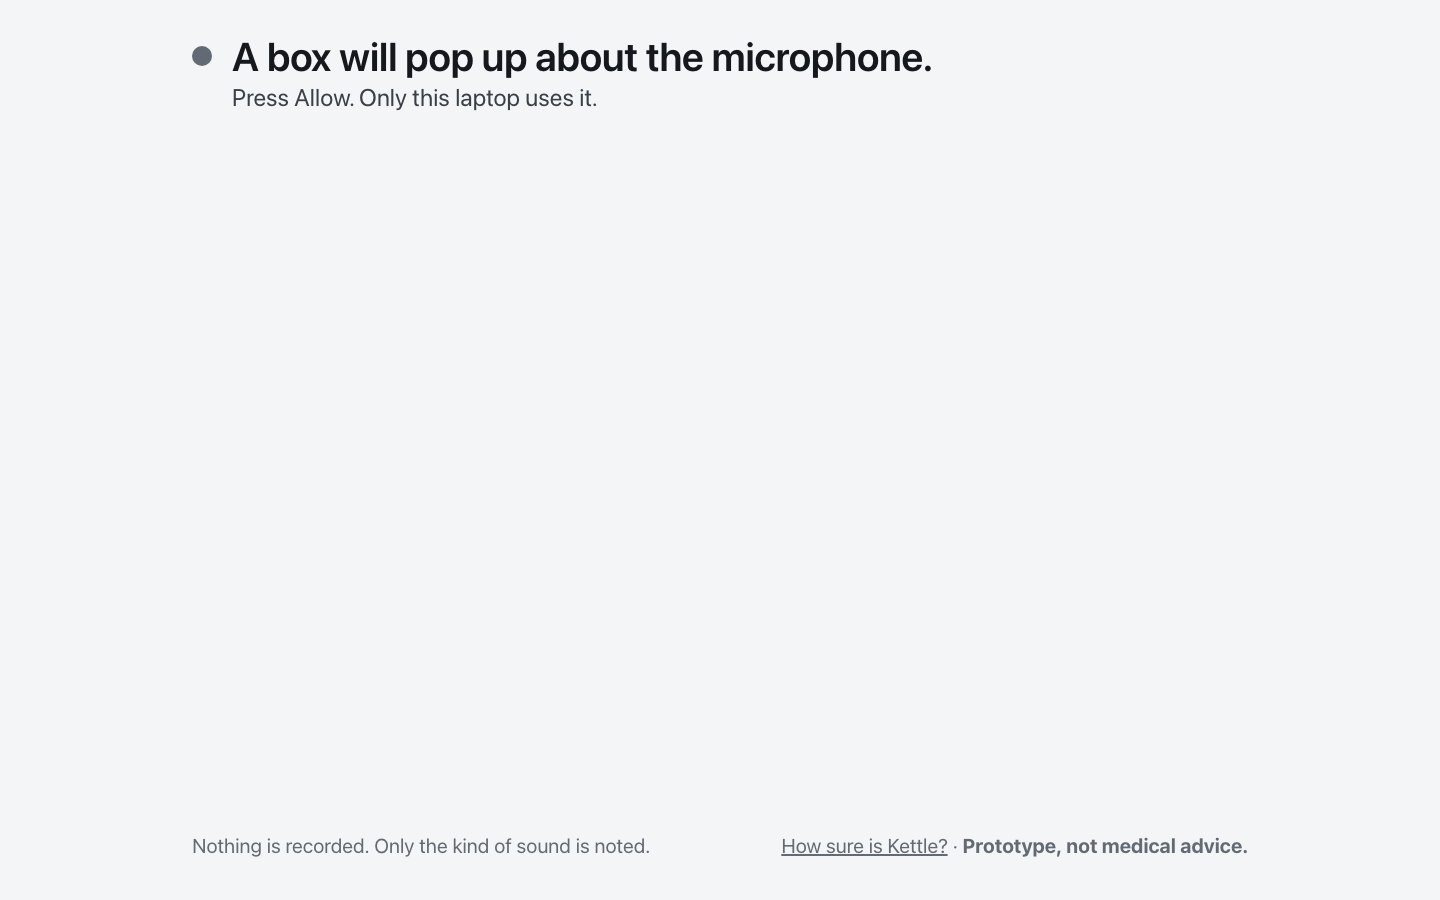 A box will pop up about the microphone.
Press Allow. Only this laptop uses it.
Nothing is recorded. Only the kind of sound is noted.
How sure is Kettle? · Prototype, not medical advice.